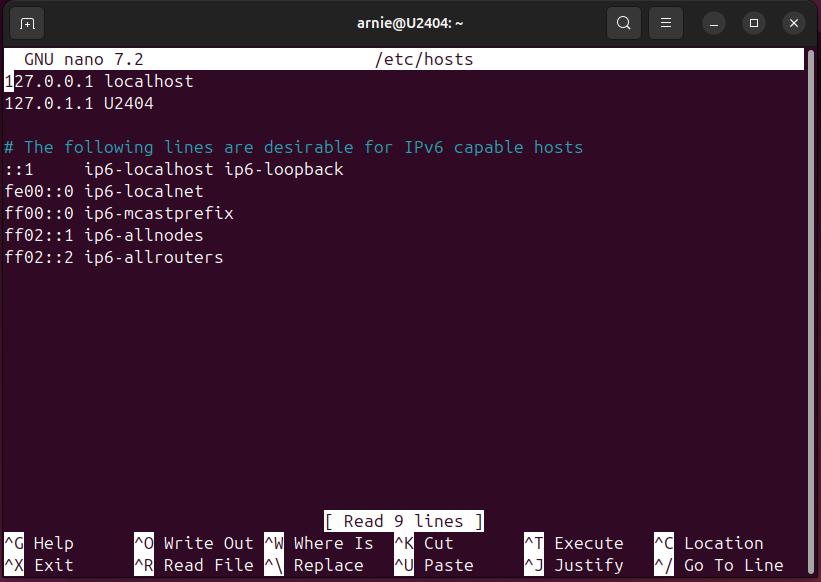 arnie@U2404: ~
GNU nano 7.2 /etc/hosts
127.0.0.1 localhost
127.0.1.1 U2404
# The following lines are desirable for IPv6 capable hosts
::1     ip6-localhost ip6-loopback
fe00::0 ip6-localnet
ff00::0 ip6-mcastprefix
ff02::1 ip6-allnodes
ff02::2 ip6-allrouters
[ Read 9 lines ]
^G Help ^O Write Out ^W Where Is ^K Cut ^T Execute ^C Location
^X Exit ^R Read File ^\ Replace ^U Paste ^J Justify ^/ Go To Line